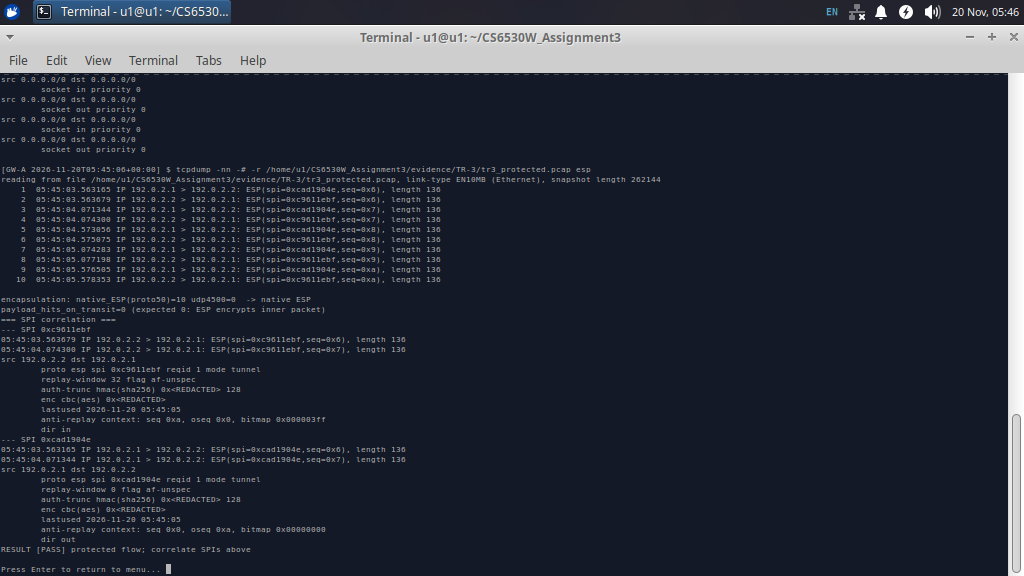 Terminal - u1@u1: ~/CS6530...
EN
20 Nov, 05:46
Terminal - u1@u1: ~/CS6530W_Assignment3
File Edit View Terminal Tabs Help
src 0.0.0.0/0 dst 0.0.0.0/0
socket in priority 0
src 0.0.0.0/0 dst 0.0.0.0/0
socket out priority 0
src 0.0.0.0/0 dst 0.0.0.0/0
socket in priority 0
src 0.0.0.0/0 dst 0.0.0.0/0
socket out priority 0
[GW-A 2026-11-20T05:45:06+00:00] $ tcpdump -nn -# -r /home/u1/CS6530W_Assignment3/evidence/TR-3/tr3_protected.pcap esp
reading from file /home/u1/CS6530W_Assignment3/evidence/TR-3/tr3_protected.pcap, link-type EN10MB (Ethernet), snapshot length 262144
1 05:45:03.563165 IP 192.0.2.1 > 192.0.2.2: ESP(spi=0xcad1904e,seq=0x6), length 136
2 05:45:03.563679 IP 192.0.2.2 > 192.0.2.1: ESP(spi=0xc9611ebf,seq=0x6), length 136
3 05:45:04.071344 IP 192.0.2.1 > 192.0.2.2: ESP(spi=0xcad1904e,seq=0x7), length 136
4 05:45:04.074300 IP 192.0.2.2 > 192.0.2.1: ESP(spi=0xc9611ebf,seq=0x7), length 136
5 05:45:04.573056 IP 192.0.2.1 > 192.0.2.2: ESP(spi=0xcad1904e,seq=0x8), length 136
6 05:45:04.575075 IP 192.0.2.2 > 192.0.2.1: ESP(spi=0xc9611ebf,seq=0x8), length 136
7 05:45:05.074283 IP 192.0.2.1 > 192.0.2.2: ESP(spi=0xcad1904e,seq=0x9), length 136
8 05:45:05.077198 IP 192.0.2.2 > 192.0.2.1: ESP(spi=0xc9611ebf,seq=0x9), length 136
9 05:45:05.576505 IP 192.0.2.1 > 192.0.2.2: ESP(spi=0xcad1904e,seq=0xa), length 136
10 05:45:05.578353 IP 192.0.2.2 > 192.0.2.1: ESP(spi=0xc9611ebf,seq=0xa), length 136
encapsulation: native_ESP(proto50)=10 udp4500=0 -> native ESP
payload_hits_on_transit=0 (expected 0: ESP encrypts inner packet)
=== SPI correlation ===
--- SPI 0xc9611ebf
05:45:03.563679 IP 192.0.2.2 > 192.0.2.1: ESP(spi=0xc9611ebf,seq=0x6), length 136
05:45:04.074300 IP 192.0.2.2 > 192.0.2.1: ESP(spi=0xc9611ebf,seq=0x7), length 136
src 192.0.2.2 dst 192.0.2.1
proto esp spi 0xc9611ebf reqid 1 mode tunnel
replay-window 32 flag af-unspec
auth-trunc hmac(sha256) 0x<REDACTED> 128
enc cbc(aes) 0x<REDACTED>
lastused 2026-11-20 05:45:05
anti-replay context: seq 0xa, oseq 0x0, bitmap 0x000003ff
dir in
--- SPI 0xcad1904e
05:45:03.563165 IP 192.0.2.1 > 192.0.2.2: ESP(spi=0xcad1904e,seq=0x6), length 136
05:45:04.071344 IP 192.0.2.1 > 192.0.2.2: ESP(spi=0xcad1904e,seq=0x7), length 136
src 192.0.2.1 dst 192.0.2.2
proto esp spi 0xcad1904e reqid 1 mode tunnel
replay-window 0 flag af-unspec
auth-trunc hmac(sha256) 0x<REDACTED> 128
enc cbc(aes) 0x<REDACTED>
lastused 2026-11-20 05:45:05
anti-replay context: seq 0x0, oseq 0xa, bitmap 0x00000000
dir out
RESULT [PASS] protected flow; correlate SPIs above
Press Enter to return to menu...